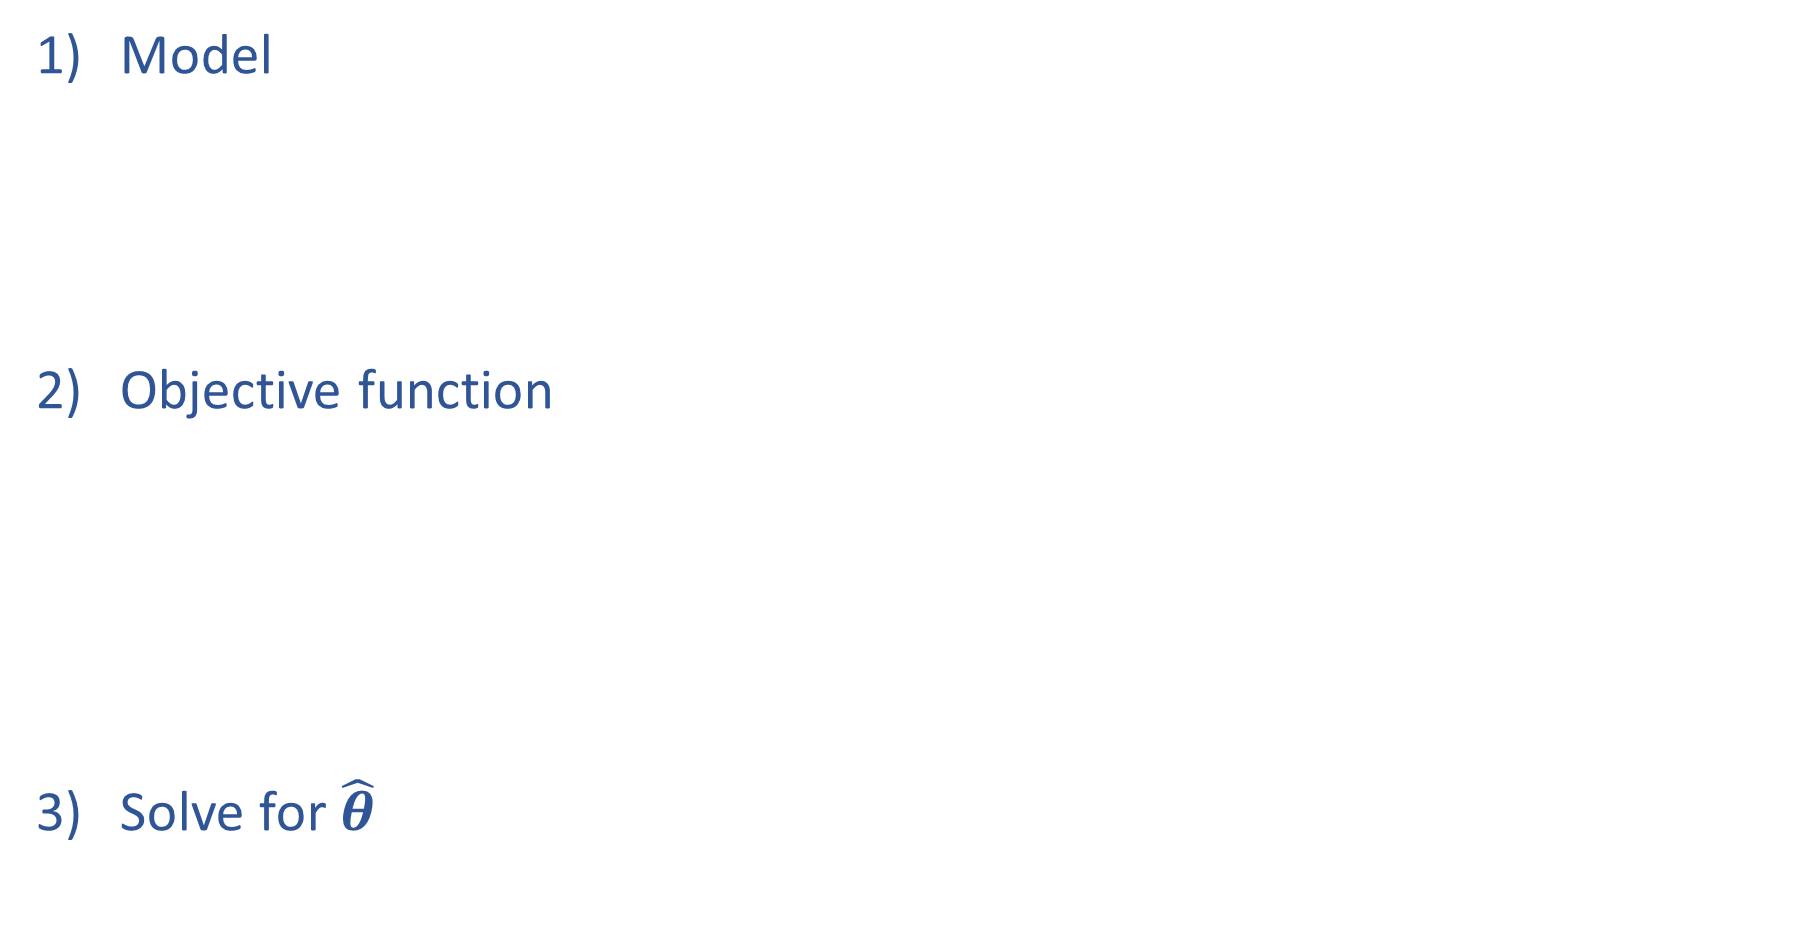 1) Model
2) Objective function
3) Solve for θ̂